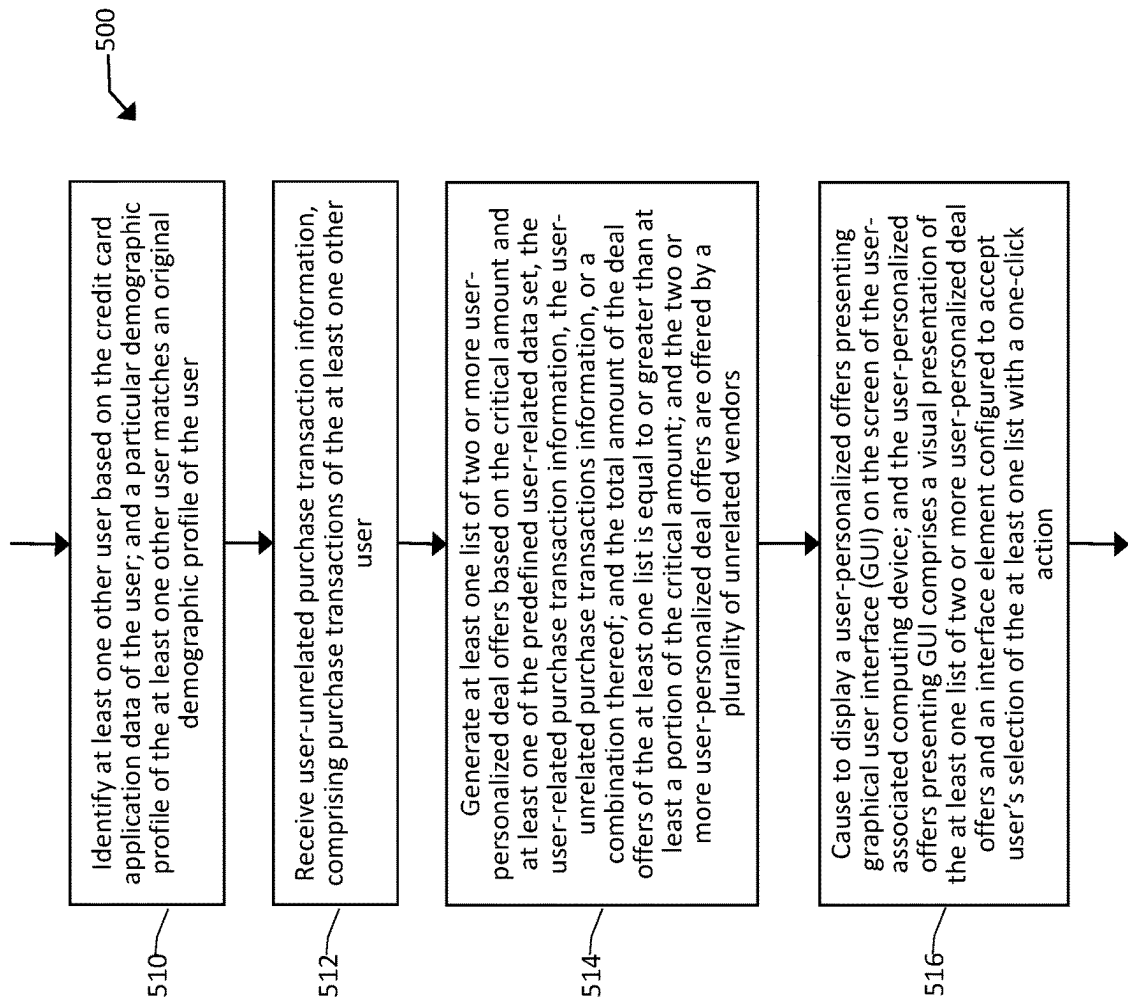 500
510
Identify at least one other user based on the credit card
application data of the user; and a particular demographic
profile of the at least one other user matches an original
demographic profile of the user
512
Receive user-unrelated purchase transaction information,
comprising purchase transactions of the at least one other
user
514
Generate at least one list of two or more user-
personalized deal offers based on the critical amount and
at least one of the predefined user-related data set, the
user-related purchase transaction information, the user-
unrelated purchase transactions information, or a
combination thereof; and the total amount of the deal
offers of the at least one list is equal to or greater than at
least a portion of the critical amount; and the two or
more user-personalized deal offers are offered by a
plurality of unrelated vendors
516
Cause to display a user-personalized offers presenting
graphical user interface (GUI) on the screen of the user-
associated computing device; and the user-personalized
offers presenting GUI comprises a visual presentation of
the at least one list of two or more user-personalized deal
offers and an interface element configured to accept
user’s selection of the at least one list with a one-click
action